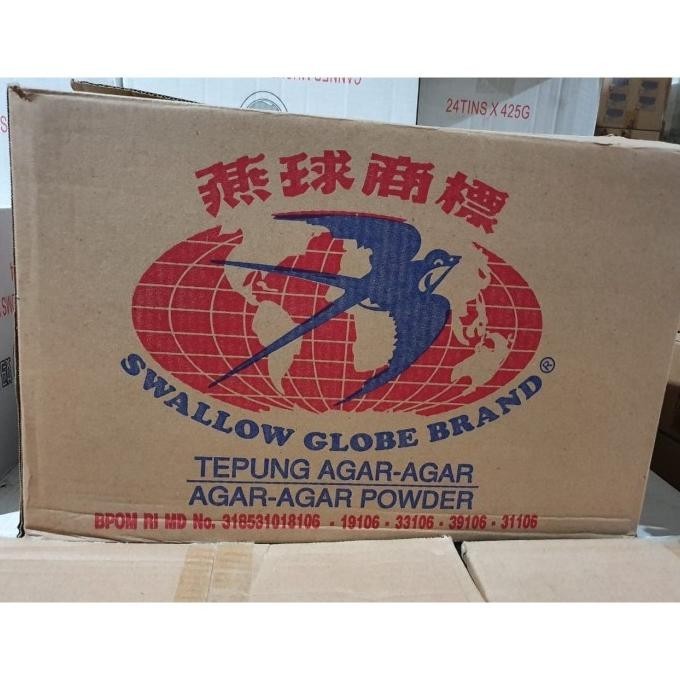 24TINS X 425G
燕球商標
SWALLOW GLOBE BRAND®
TEPUNG AGAR-AGAR
AGAR-AGAR POWDER
BPOM RI MD No. 318531018106 - 19106 - 33106 - 39106 - 31106